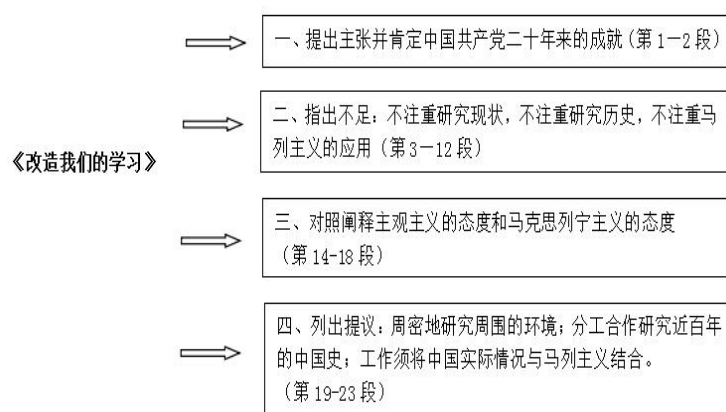 一、提出主张并肯定中国共产党二十年来的成就（第1—2段）
二、指出不足：不注重研究现状，不注重研究历史，不注重马
列主义的应用（第3—12段）
《改造我们的学习》
三、对照阐释主观主义的态度和马克思列宁主义的态度
（第14-18段）
四、列出提议：周密地研究周围的环境；分工合作研究近百年
的中国史；工作须将中国实际情况与马列主义结合。
（第19-23段）